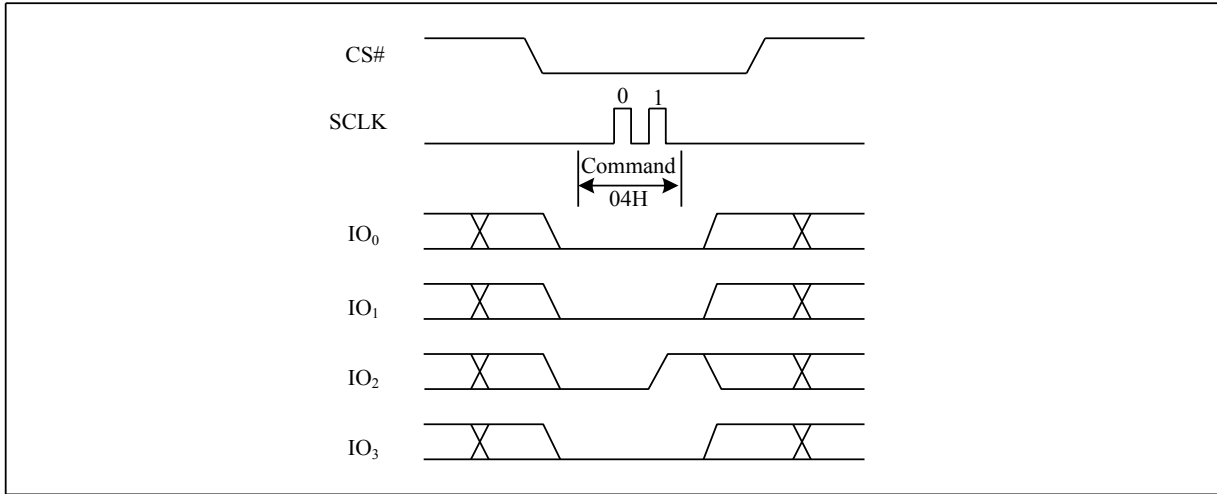 CS#
0 1
SCLK
Command
04H
IO0
IO1
IO2
IO3